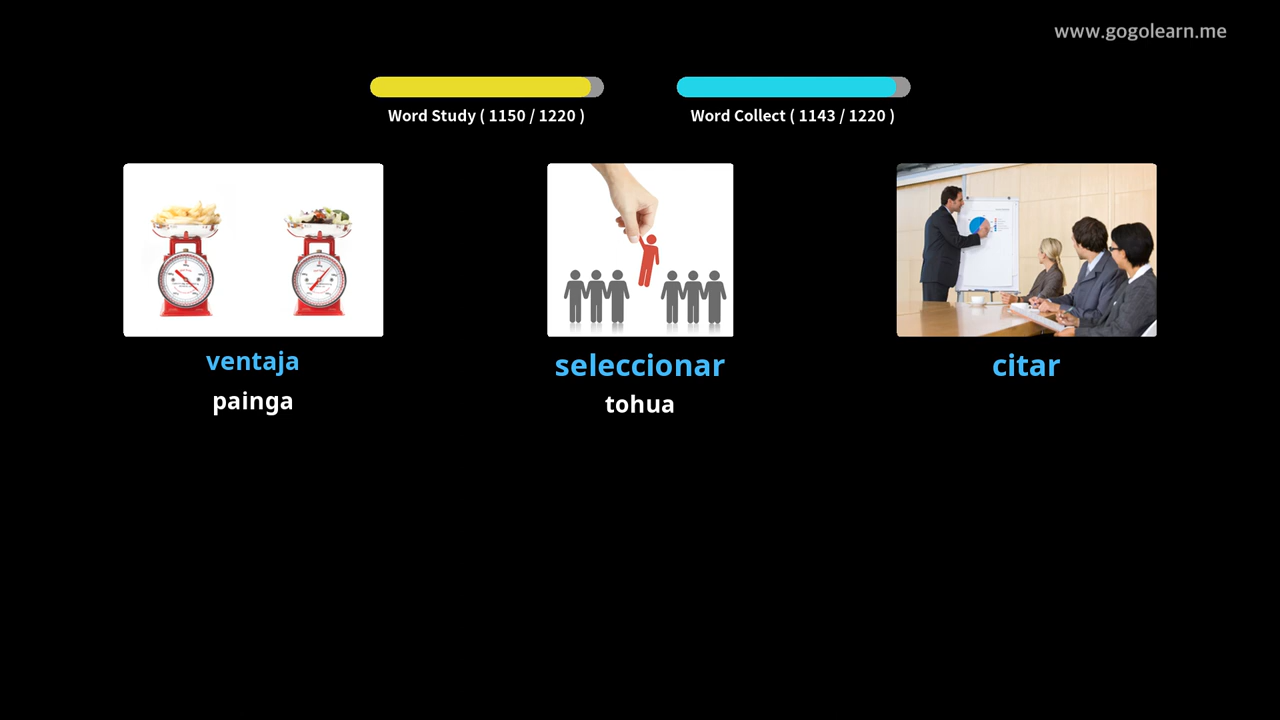 www.gogolearn.me
Word Study ( 1150 / 1220 )
Word Collect ( 1143 / 1220 )
ventaja
painga
seleccionar
tohua
citar